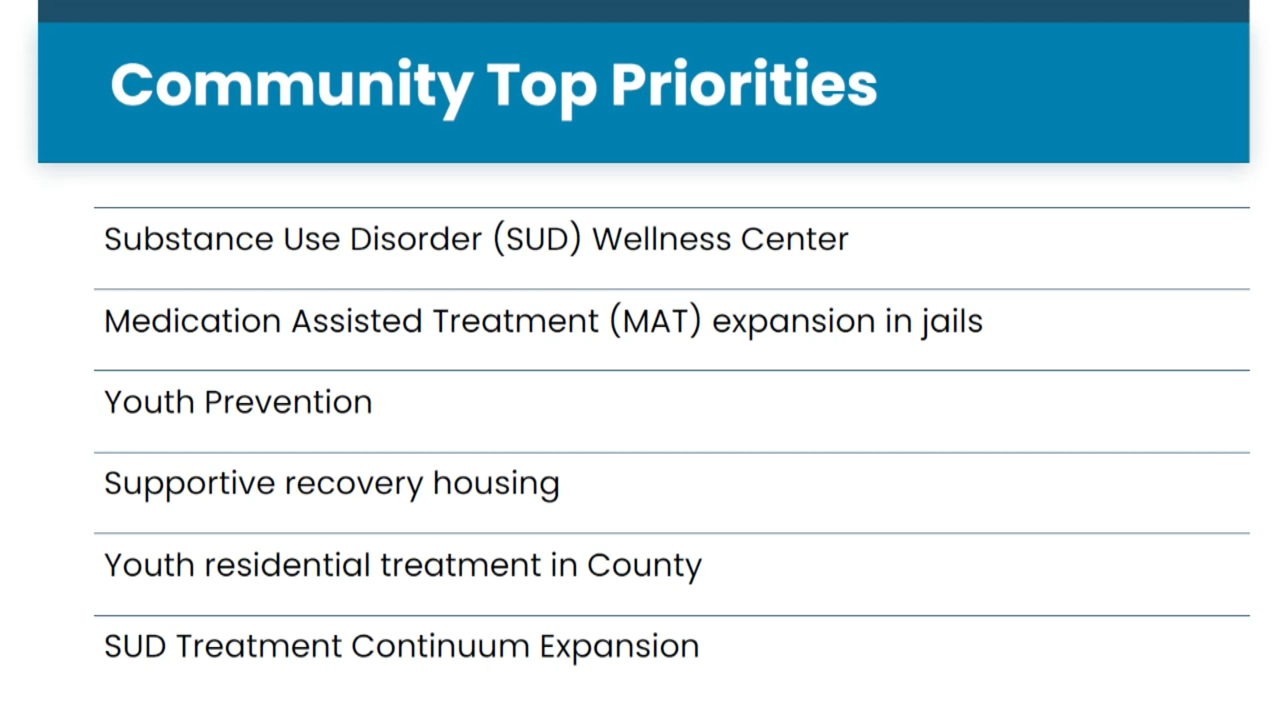 Community Top Priorities
Substance Use Disorder (SUD) Wellness Center
Medication Assisted Treatment (MAT) expansion in jails
Youth Prevention
Supportive recovery housing
Youth residential treatment in County
SUD Treatment Continuum Expansion